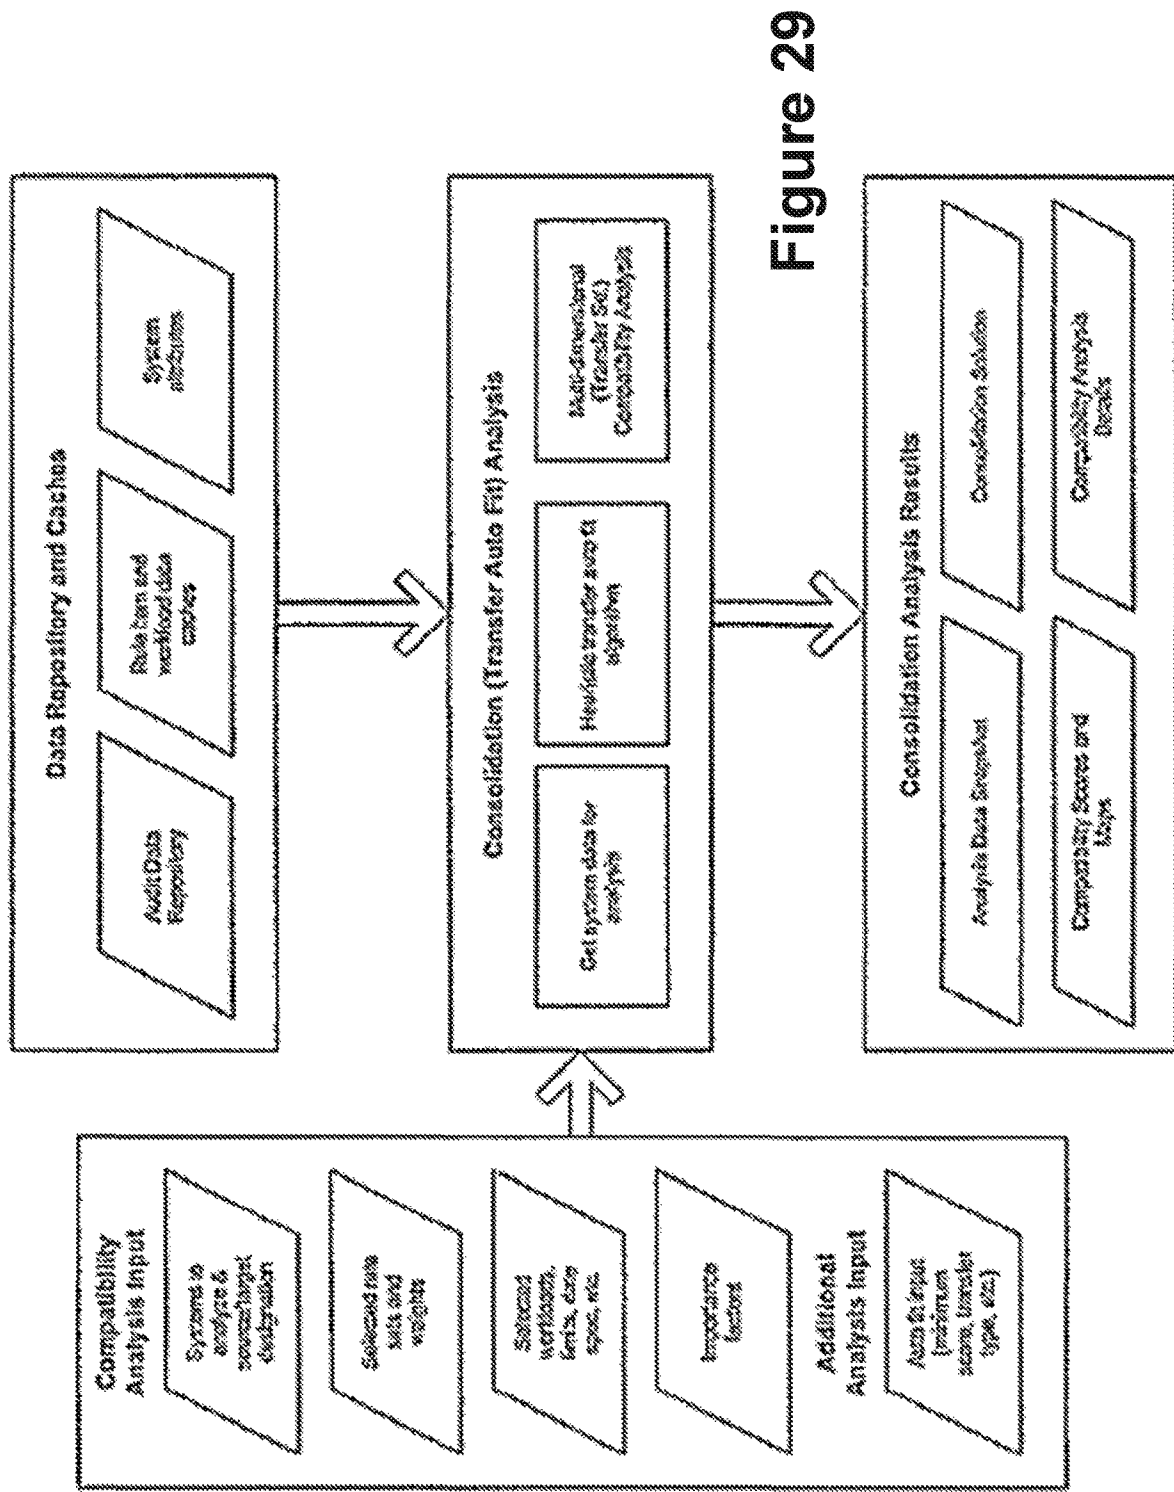 Data Repository and Caches
Audit Data
Repository
Rule item and
workload data
caches
System
attributes
Compatibility
Analysis Input
Systems to
analyze &
source/target
designation
Selected rule
sets and
weights
Selected
workloads,
limits, day
spec, etc.
Importance
factors
Additional
Analysis Input
Auto fit input
(minimum
score, transfer
type, etc.)
Consolidation (Transfer Auto Fit) Analysis
Get system data for
analysis
Heuristic transfer auto fit
algorithm
Multi-dimensional
(Transfer Set)
Compatibility Analysis
Consolidation Analysis Results
Analysis Data Snapshot
Consolidation Solution
Compatibility Scores and
Maps
Compatibility Analysis
Details
Figure 29